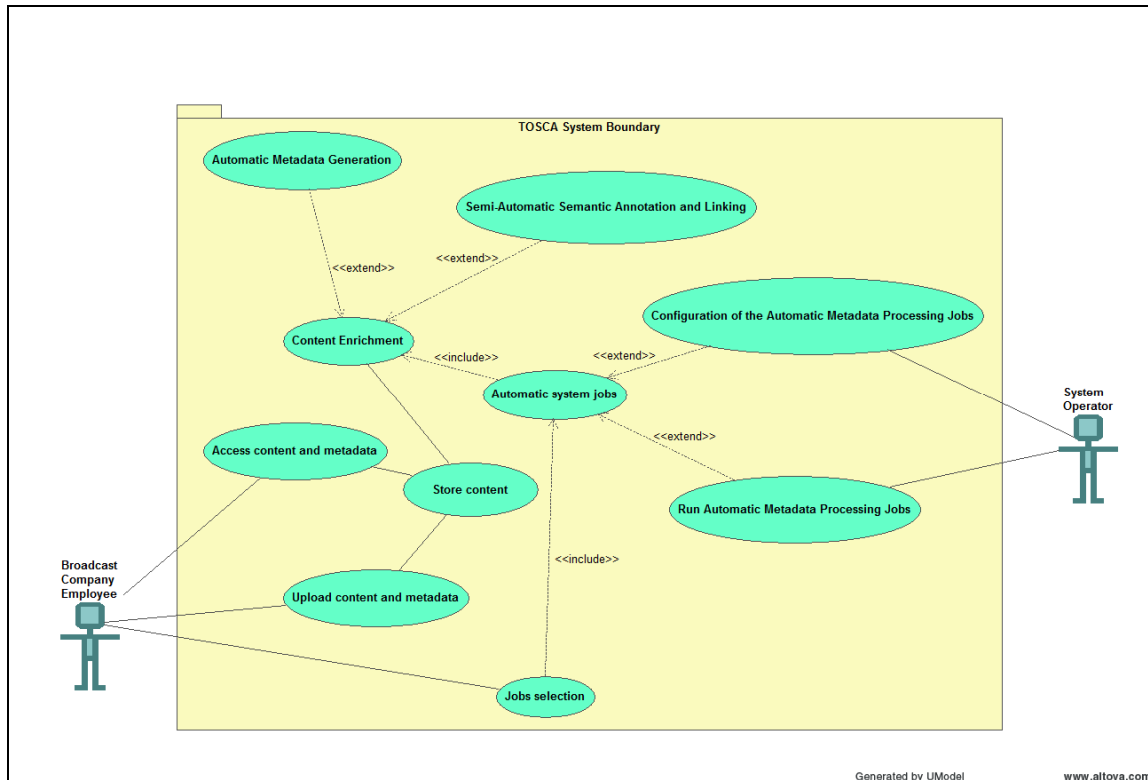 TOSCA System Boundary
Automatic Metadata Generation
Semi-Automatic Semantic Annotation and Linking
<<extend>>
<<extend>>
Configuration of the Automatic Metadata Processing Jobs
Content Enrichment
<<include>>
<<extend>>
Automatic system jobs
System
Operator
<<extend>>
Access content and metadata
Store content
Run Automatic Metadata Processing Jobs
<<include>>
Broadcast
Company
Employee
Upload content and metadata
Jobs selection
Generated by UModel
www.altova.com